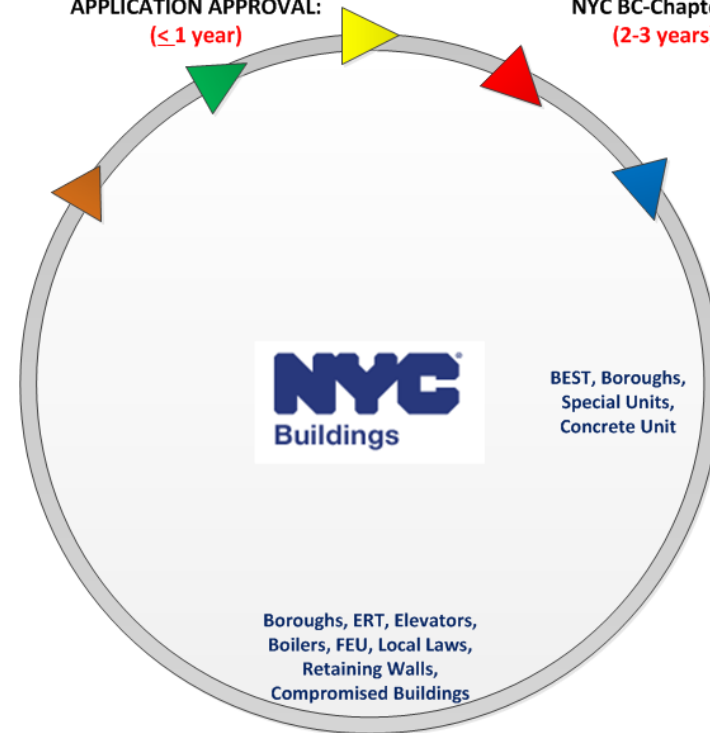 APPLICATION APPROVAL:
(≤1 year)
NYC BC-Chapte
(2-3 years
NYC
Buildings
BEST, Boroughs,
Special Units,
Concrete Unit
Boroughs, ERT, Elevators,
Boilers, FEU, Local Laws,
Retaining Walls,
Compromised Buildings